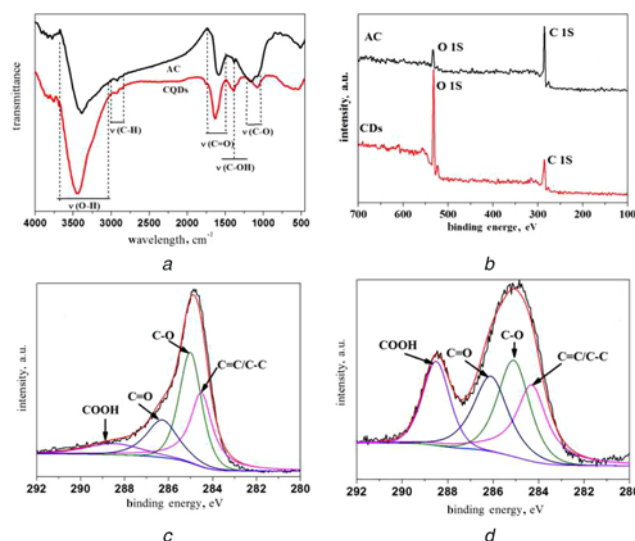 transmittance
AC
CQDs
ν (C-H)
ν (C=O)
ν (C-O)
ν (C-OH)
ν (O-H)
4000 3500 3000 2500 2000 1500 1000 500
wavelength, cm⁻¹
a
intensity, a.u.
AC
O 1S
C 1S
O 1S
CDs
C 1S
700 600 500 400 300 200 100
binding energe, eV
b
intensity, a.u.
C-O
C=C/C-C
C=O
COOH
292 290 288 286 284 282 280
binding energy, eV
c
intensity, a.u.
COOH
C=O
C-O
C=C/C-C
292 290 288 286 284 282 280
binding energy, eV
d